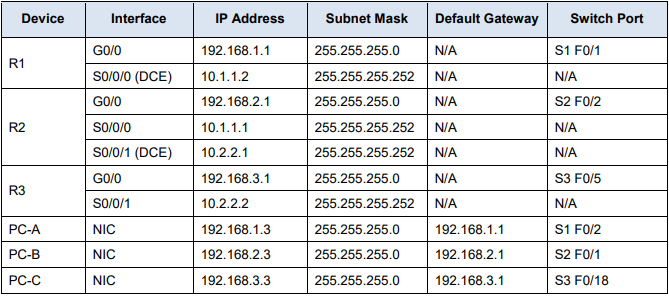 Device Interface IP Address Subnet Mask Default Gateway Switch Port
R1 G0/0 192.168.1.1 255.255.255.0 N/A S1 F0/1
S0/0/0 (DCE) 10.1.1.2 255.255.255.252 N/A N/A
R2 G0/0 192.168.2.1 255.255.255.0 N/A S2 F0/2
S0/0/0 10.1.1.1 255.255.255.252 N/A N/A
S0/0/1 (DCE) 10.2.2.1 255.255.255.252 N/A N/A
R3 G0/0 192.168.3.1 255.255.255.0 N/A S3 F0/5
S0/0/1 10.2.2.2 255.255.255.252 N/A N/A
PC-A NIC 192.168.1.3 255.255.255.0 192.168.1.1 S1 F0/2
PC-B NIC 192.168.2.3 255.255.255.0 192.168.2.1 S2 F0/1
PC-C NIC 192.168.3.3 255.255.255.0 192.168.3.1 S3 F0/18